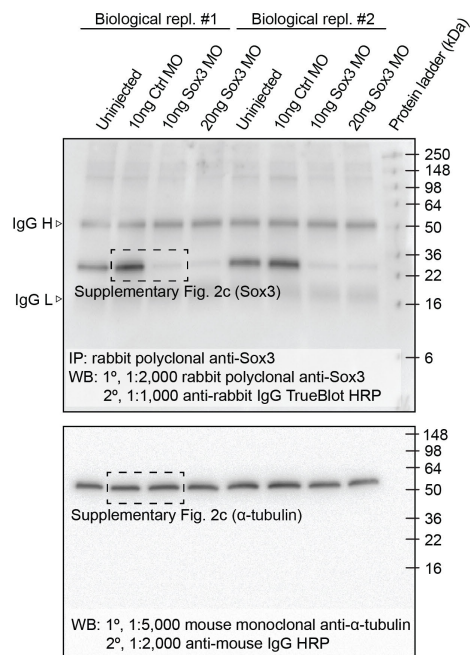 Biological repl. #1 Biological repl. #2
Uninjected
10ng Ctrl MO
10ng Sox3 MO
20ng Sox3 MO
Uninjected
10ng Ctrl MO
10ng Sox3 MO
20ng Sox3 MO
Protein ladder (kDa)
250
148
98
64
IgG H▹ 50
36
22
Supplementary Fig. 2c (Sox3)
IgG L▹ 16
IP: rabbit polyclonal anti-Sox3 6
WB: 1º, 1:2,000 rabbit polyclonal anti-Sox3
2º, 1:1,000 anti-rabbit IgG TrueBlot HRP
148
98
64
50
Supplementary Fig. 2c (α-tubulin) 36
22
16
WB: 1º, 1:5,000 mouse monoclonal anti-α-tubulin
2º, 1:2,000 anti-mouse IgG HRP